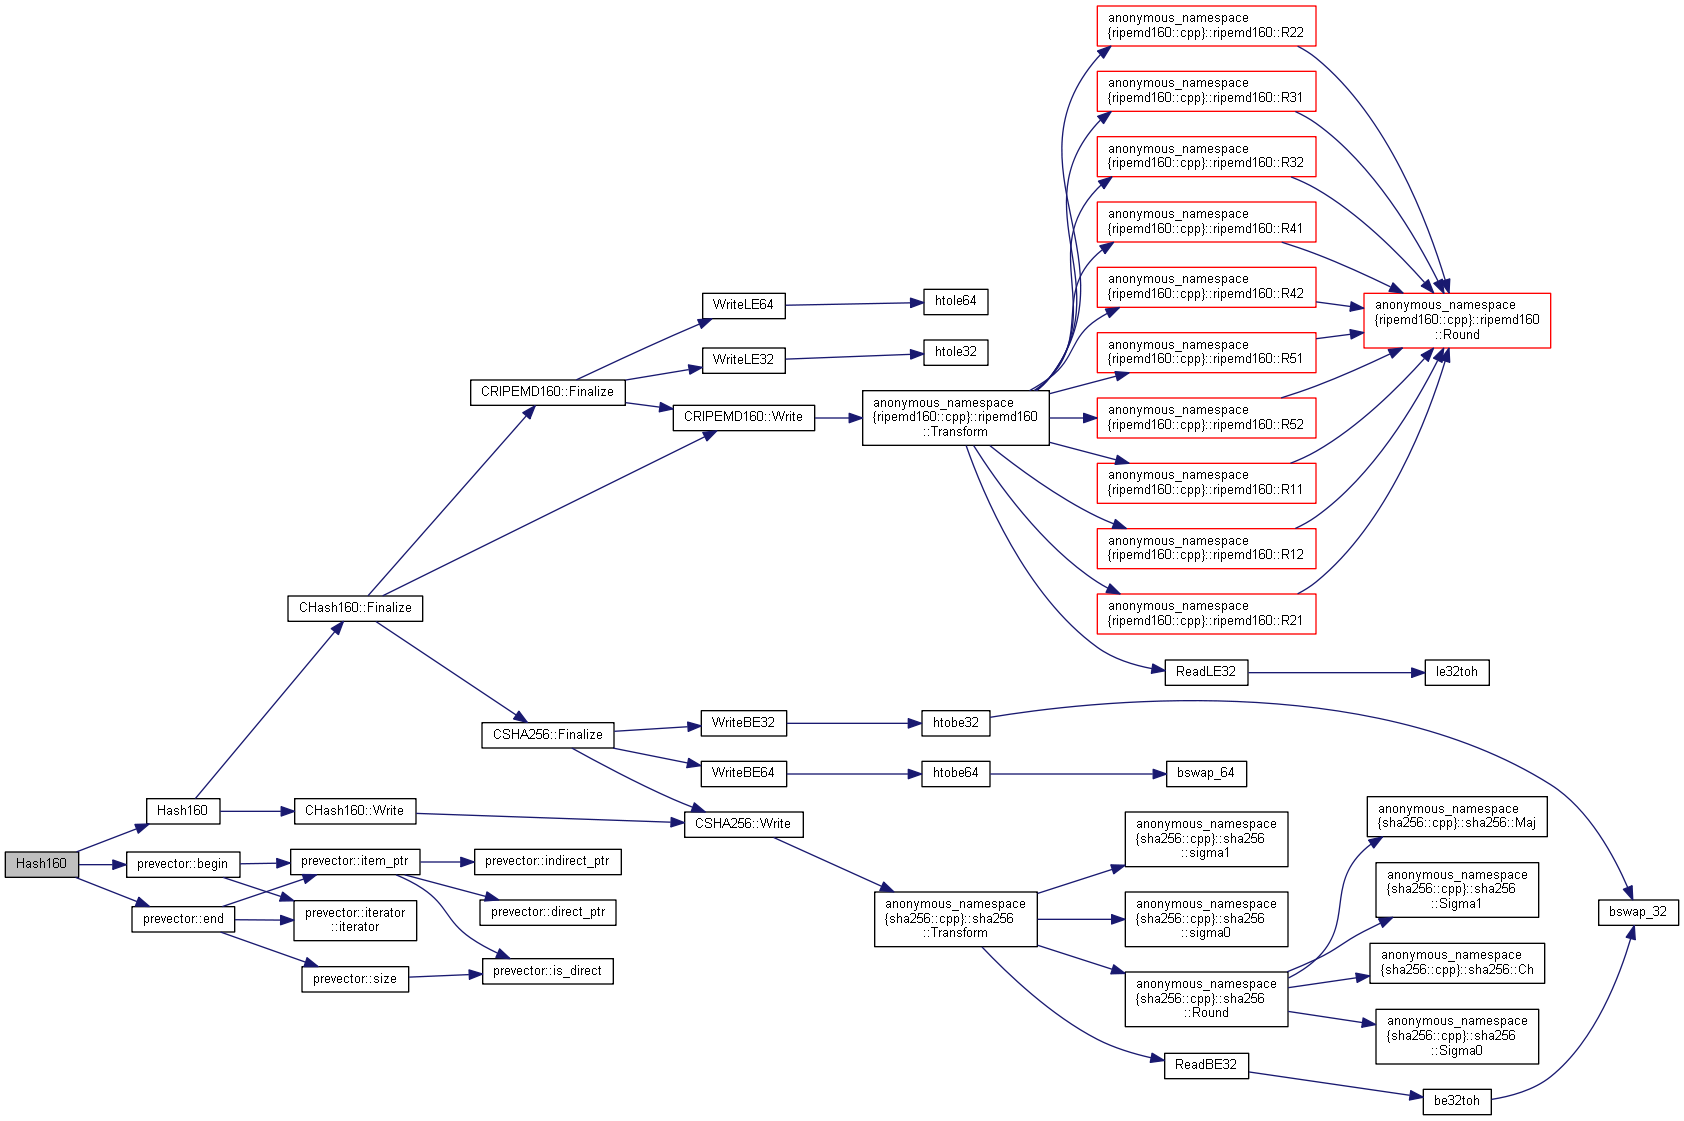 anonymous_namespace
{ripemd160::cpp}::ripemd160::R22
anonymous_namespace
{ripemd160::cpp}::ripemd160::R31
anonymous_namespace
{ripemd160::cpp}::ripemd160::R32
anonymous_namespace
{ripemd160::cpp}::ripemd160::R41
anonymous_namespace
{ripemd160::cpp}::ripemd160::R42
anonymous_namespace
{ripemd160::cpp}::ripemd160::R51
anonymous_namespace
{ripemd160::cpp}::ripemd160::R52
anonymous_namespace
{ripemd160::cpp}::ripemd160::R11
anonymous_namespace
{ripemd160::cpp}::ripemd160::R12
anonymous_namespace
{ripemd160::cpp}::ripemd160::R21
anonymous_namespace
{ripemd160::cpp}::ripemd160
::Round
WriteLE64
htole64
WriteLE32
htole32
CRIPEMD160::Finalize
CRIPEMD160::Write
anonymous_namespace
{ripemd160::cpp}::ripemd160
::Transform
CHash160::Finalize
ReadLE32
le32toh
CSHA256::Finalize
WriteBE32
htobe32
WriteBE64
htobe64
bswap_64
Hash160
CHash160::Write
CSHA256::Write
Hash160
prevector::begin
prevector::item_ptr
prevector::indirect_ptr
prevector::end
prevector::iterator
::iterator
prevector::direct_ptr
prevector::size
prevector::is_direct
anonymous_namespace
{sha256::cpp}::sha256
::Transform
anonymous_namespace
{sha256::cpp}::sha256
::sigma1
anonymous_namespace
{sha256::cpp}::sha256
::sigma0
anonymous_namespace
{sha256::cpp}::sha256
::Round
anonymous_namespace
{sha256::cpp}::sha256::Maj
anonymous_namespace
{sha256::cpp}::sha256
::Sigma1
anonymous_namespace
{sha256::cpp}::sha256::Ch
anonymous_namespace
{sha256::cpp}::sha256
::Sigma0
bswap_32
ReadBE32
be32toh